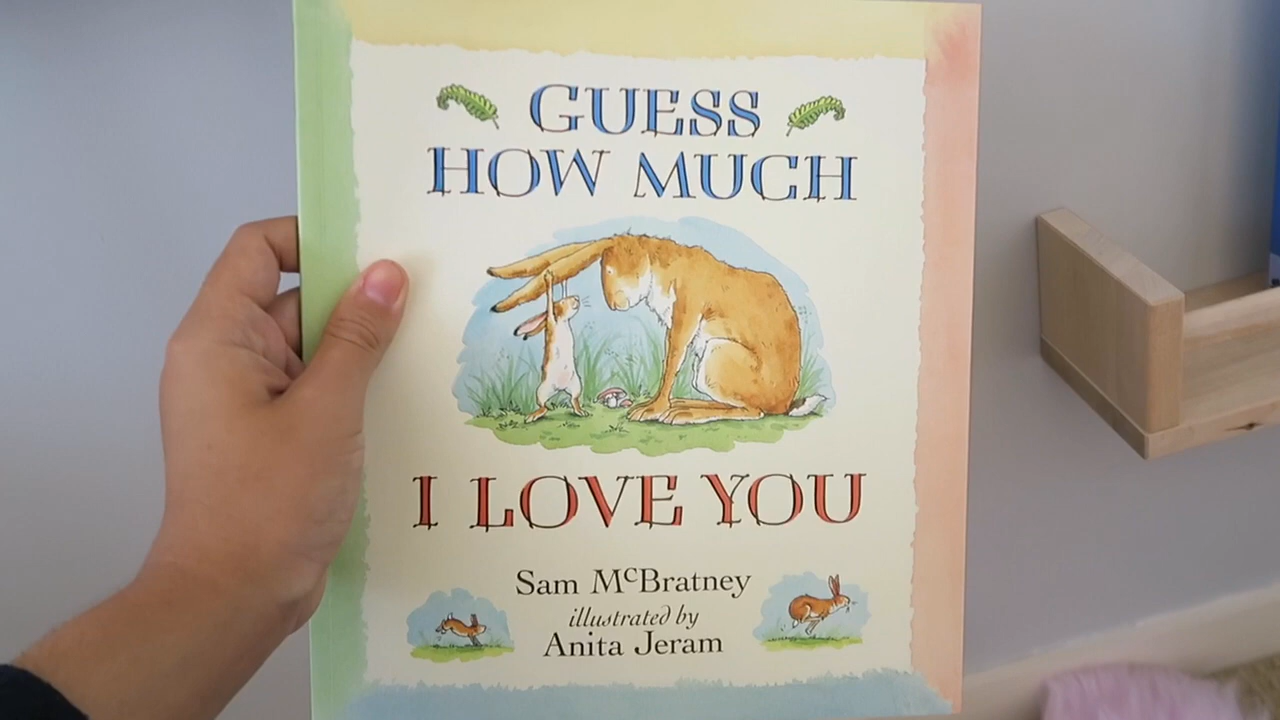 GUESS
HOW MUCH
I LOVE YOU
Sam McBratney
illustrated by
Anita Jeram